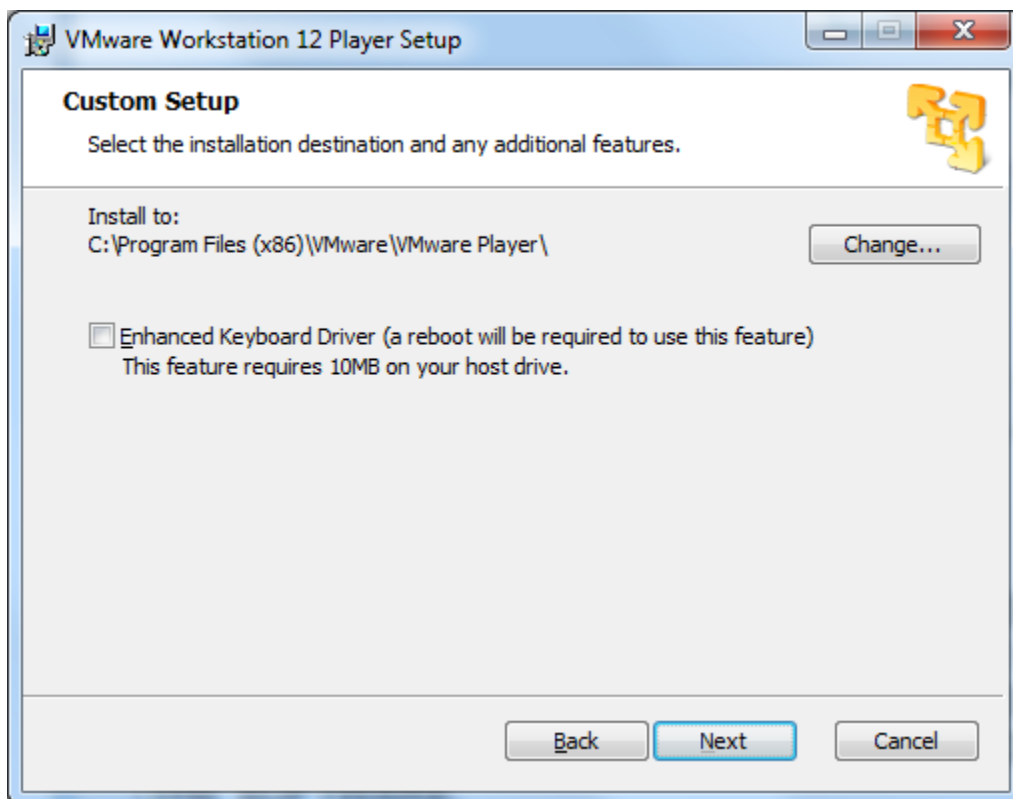 VMware Workstation 12 Player Setup
Custom Setup
Select the installation destination and any additional features.
Install to:
C:\Program Files (x86)\VMware\VMware Player\
Change...
Enhanced Keyboard Driver (a reboot will be required to use this feature)
This feature requires 10MB on your host drive.
Back
Next
Cancel